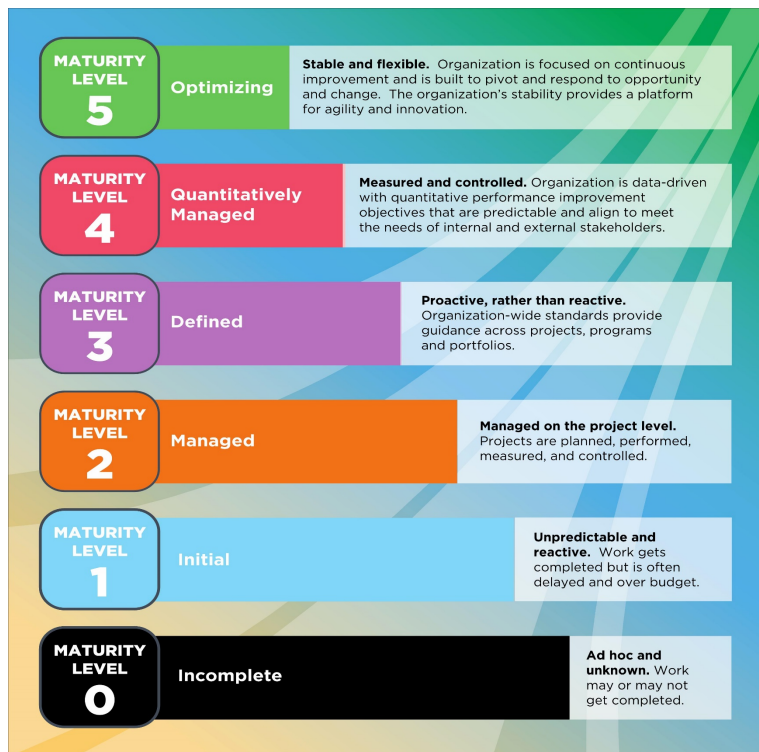 MATURITY
LEVEL
5
Optimizing
Stable and flexible. Organization is focused on continuous
improvement and is built to pivot and respond to opportunity
and change. The organization's stability provides a platform
for agility and innovation.
MATURITY
LEVEL
4
Quantitatively
Managed
Measured and controlled. Organization is data-driven
with quantitative performance improvement
objectives that are predictable and align to meet
the needs of internal and external stakeholders.
MATURITY
LEVEL
3
Defined
Proactive, rather than reactive.
Organization-wide standards provide
guidance across projects, programs
and portfolios.
MATURITY
LEVEL
2
Managed
Managed on the project level.
Projects are planned, performed,
measured, and controlled.
MATURITY
LEVEL
1
Initial
Unpredictable and
reactive. Work gets
completed but is often
delayed and over budget.
MATURITY
LEVEL
0
Incomplete
Ad hoc and
unknown. Work
may or may not
get completed.